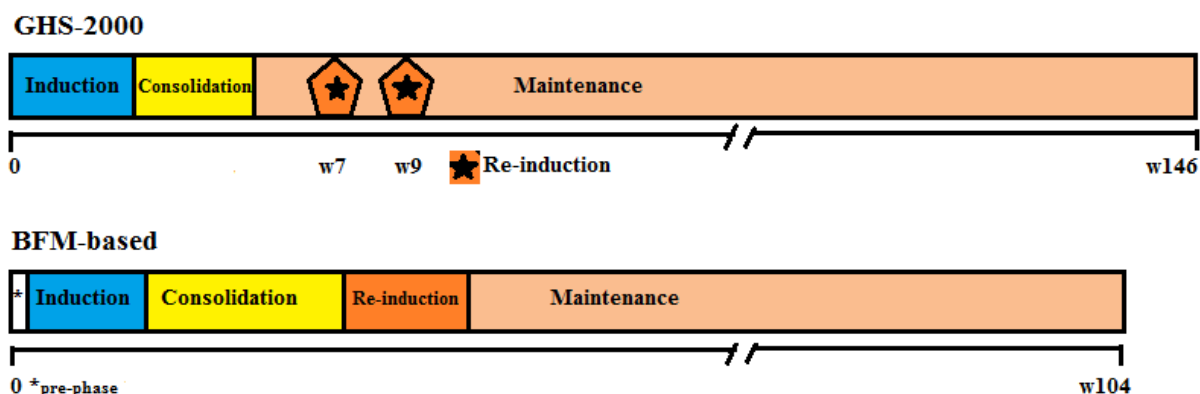 GHS-2000
Induction Consolidation Maintenance
0 w7 w9 Re-induction w146
BFM-based
* Induction Consolidation Re-induction Maintenance
0 *pre-phase w104